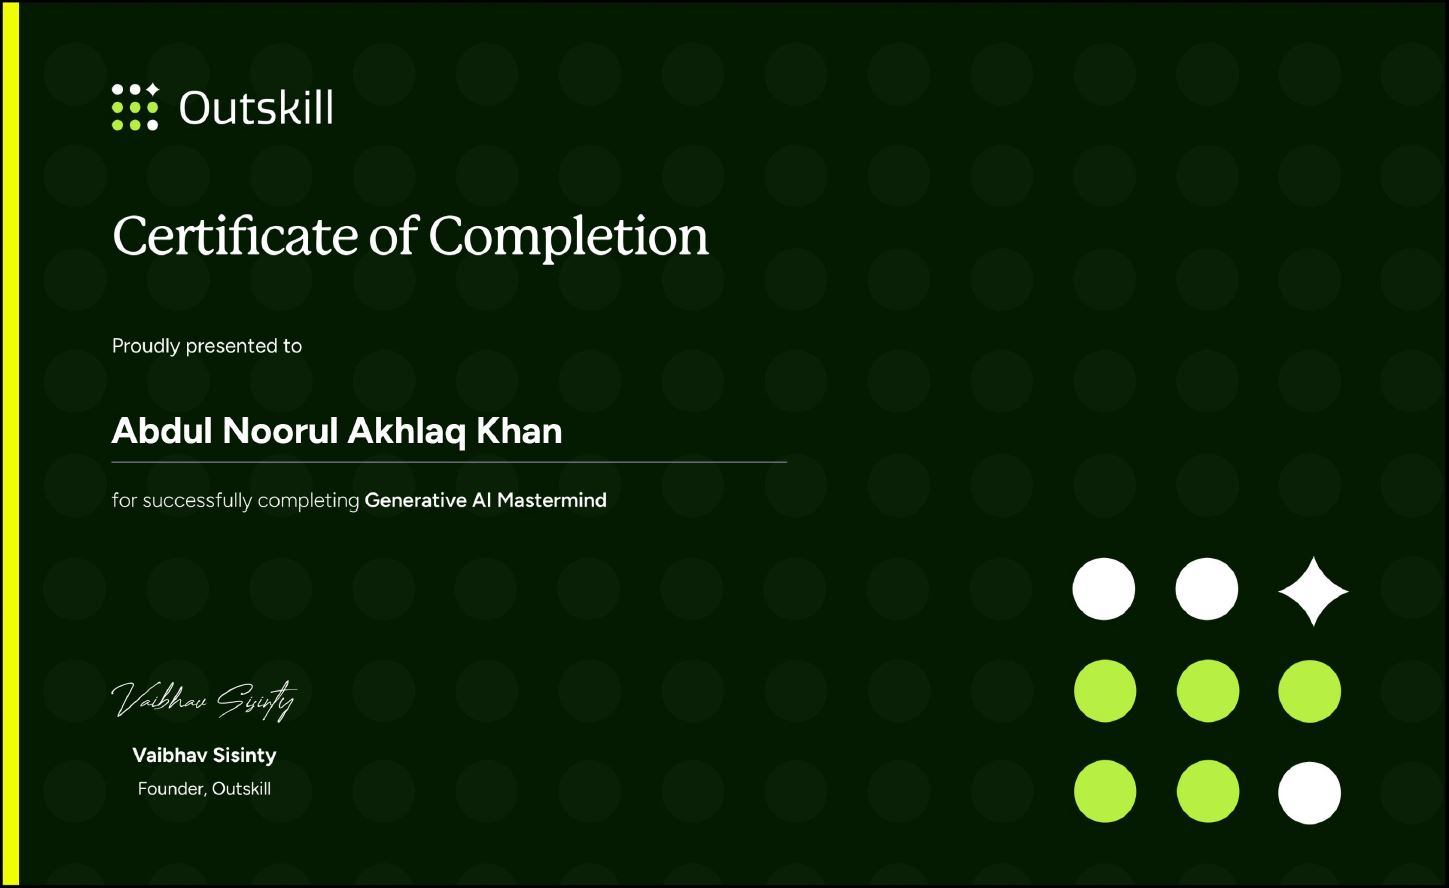 Outskill
Certificate of Completion
Proudly presented to
Abdul Noorul Akhlaq Khan
for successfully completing Generative AI Mastermind
Vaibhav Sisinty
Vaibhav Sisinty
Founder, Outskill